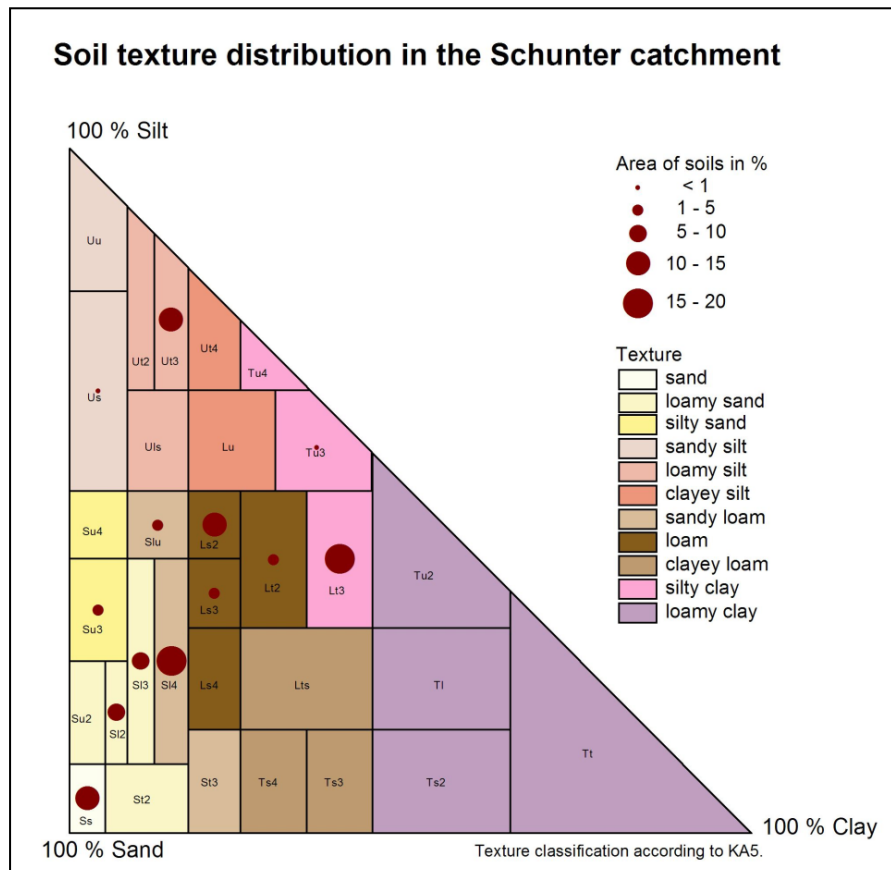 Soil texture distribution in the Schunter catchment
100 % Silt
Area of soils in %
< 1
1 - 5
5 - 10
10 - 15
15 - 20
Texture
sand
loamy sand
silty sand
sandy silt
loamy silt
clayey silt
sandy loam
loam
clayey loam
silty clay
loamy clay
Uu
Us
Ut2
Ut3
Ut4
Tu4
Uls
Lu
Tu3
Su4
Slu
Ls2
Lt2
Lt3
Tu2
Su3
Ls3
Sl3
Sl4
Ls4
Lts
Tl
Su2
Sl2
Ss
St2
St3
Ts4
Ts3
Ts2
Tt
100 % Sand
100 % Clay
Texture classification according to KA5.